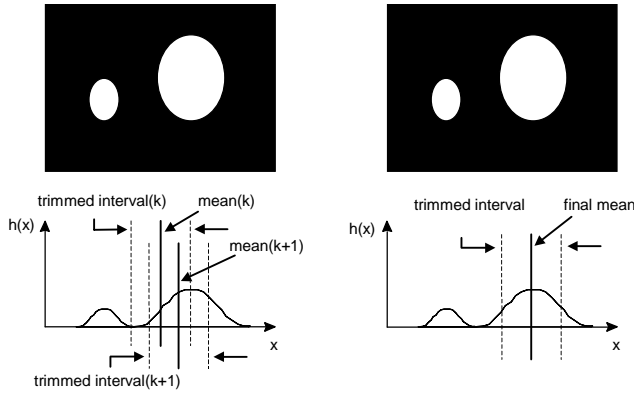 trimmed interval(k)
mean(k)
h(x)
mean(k+1)
x
trimmed interval(k+1)
trimmed interval
final mean
h(x)
x